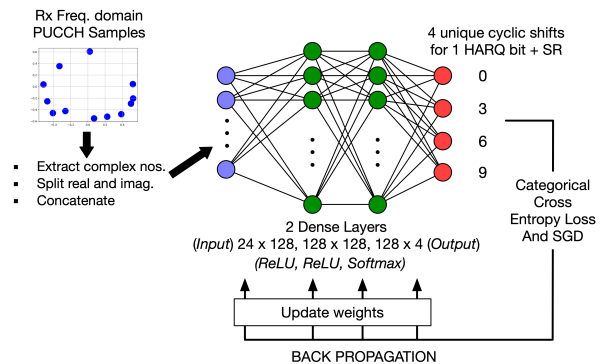 Rx Freq. domain
PUCCH Samples
▪ Extract complex nos.
▪ Split real and imag.
▪ Concatenate
4 unique cyclic shifts
for 1 HARQ bit + SR
0
3
6
9
2 Dense Layers
(Input) 24 x 128, 128 x 128, 128 x 4 (Output)
(ReLU, ReLU, Softmax)
Categorical
Cross
Entropy Loss
And SGD
Update weights
BACK PROPAGATION